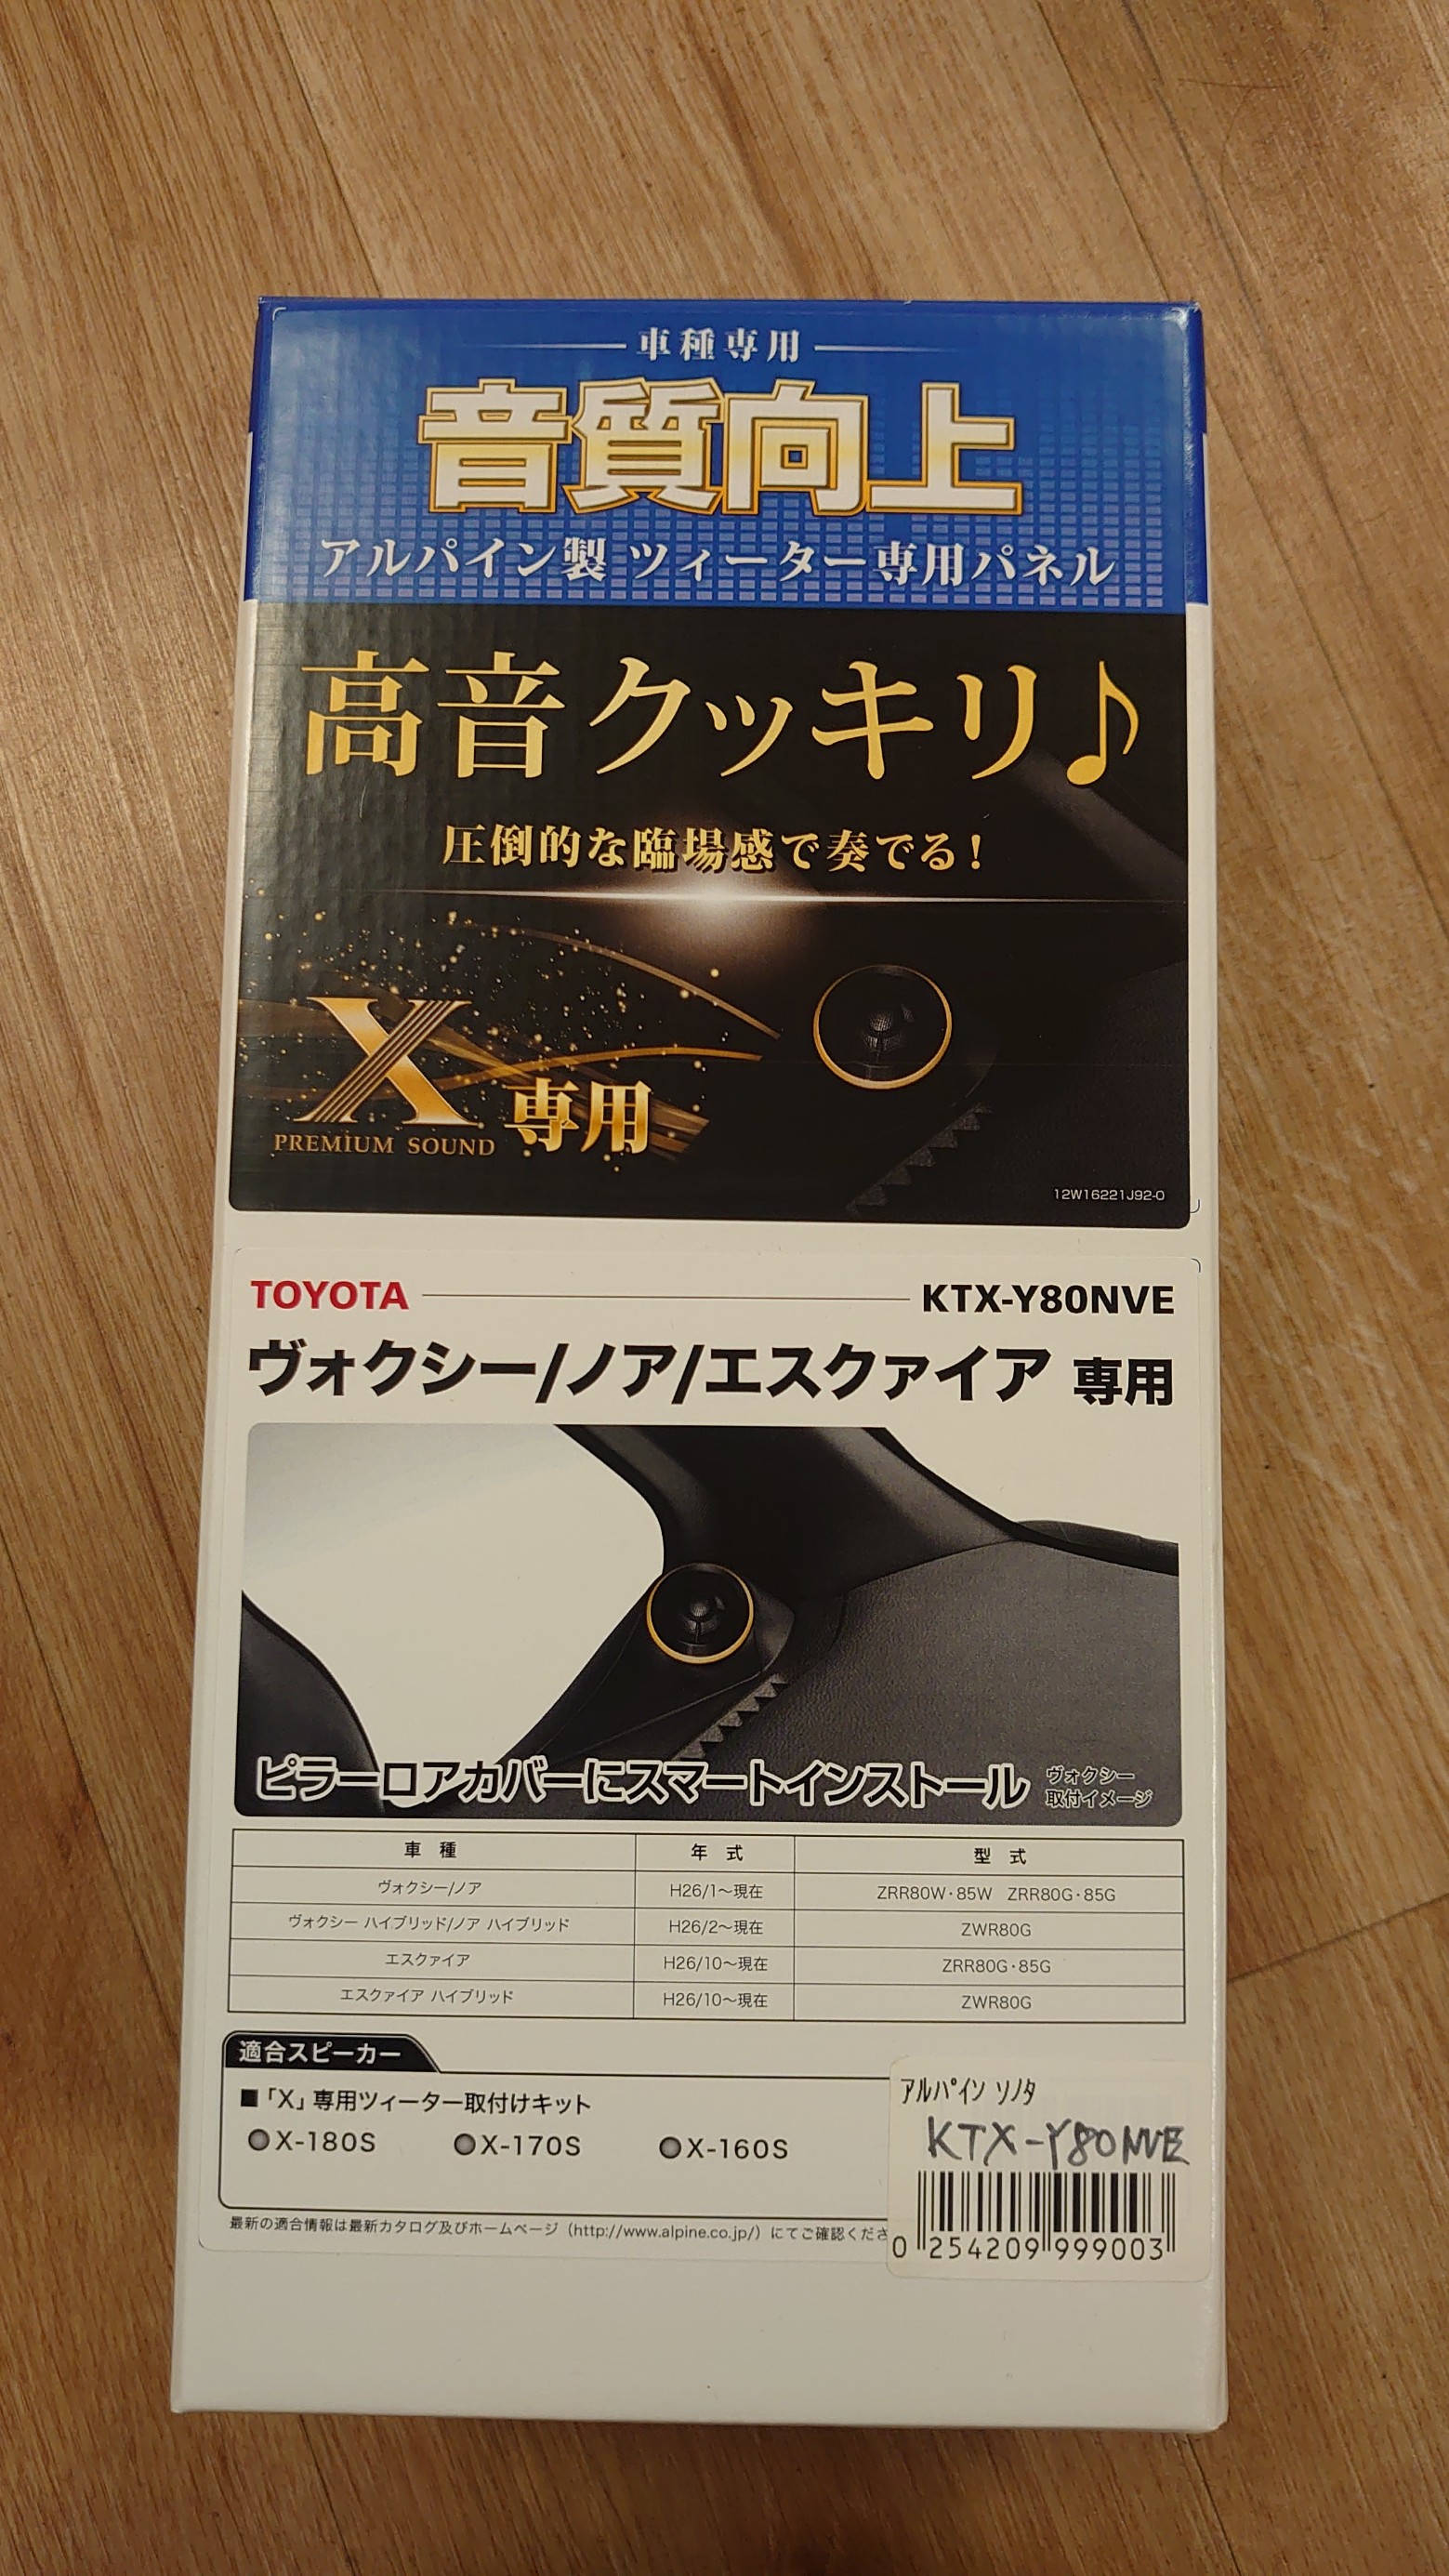 車種専用
音質向上
アルパイン製 ツィーター専用パネル
高音クッキリ♪
圧倒的な臨場感で奏でる!
X 専用
PREMIUM SOUND
12W16221J92-0
TOYOTA KTX-Y80NVE
ヴォクシー/ノア/エスクァイア 専用
ピラーロアカバーにスマートインストール
ヴォクシー
取付イメージ
車 種 年 式 型 式
ヴォクシー/ノア H26/1〜現在 ZRR80W・85W ZRR80G・85G
ヴォクシー ハイブリッド/ノア ハイブリッド H26/2〜現在 ZWR80G
エスクァイア H26/10〜現在 ZRR80G・85G
エスクァイア ハイブリッド H26/10〜現在 ZWR80G
適合スピーカー
■「X」専用ツィーター取付けキット
●X-180S ●X-170S ●X-160S
最新の適合情報は最新カタログ及びホームページ(http://www.alpine.co.jp/)にてご確認くださ
ｱﾙﾊﾟｲﾝ ｿﾉﾀ
KTX-Y80NVE
0 254209 999003